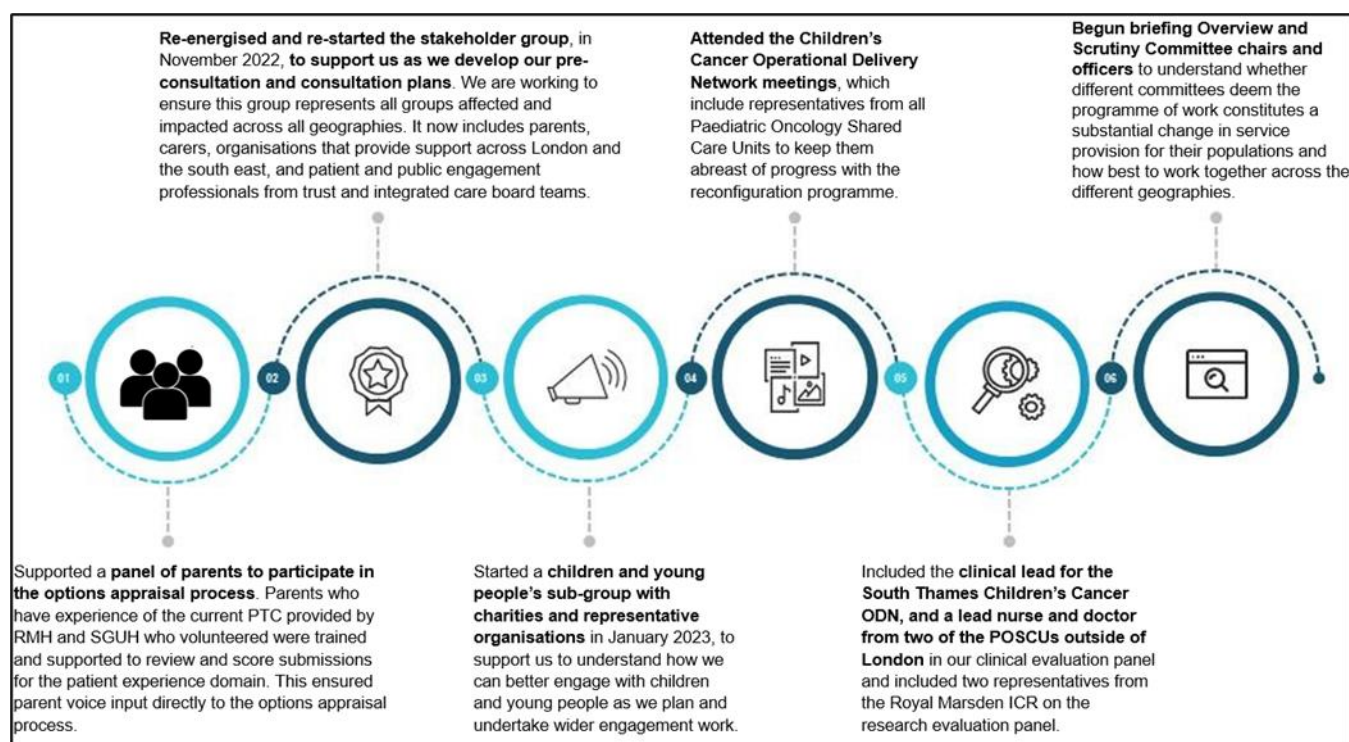 Re-energised and re-started the stakeholder group, in
November 2022, to support us as we develop our pre-
consultation and consultation plans. We are working to
ensure this group represents all groups affected and
impacted across all geographies. It now includes parents,
carers, organisations that provide support across London and
the south east, and patient and public engagement
professionals from trust and integrated care board teams.
Attended the Children's
Cancer Operational Delivery
Network meetings, which
include representatives from all
Paediatric Oncology Shared
Care Units to keep them
abreast of progress with the
reconfiguration programme.
Begun briefing Overview and
Scrutiny Committee chairs and
officers to understand whether
different committees deem the
programme of work constitutes a
substantial change in service
provision for their populations and
how best to work together across the
different geographies.
01
02
03
04
05
06
Supported a panel of parents to participate in
the options appraisal process. Parents who
have experience of the current PTC provided by
RMH and SGUH who volunteered were trained
and supported to review and score submissions
for the patient experience domain. This ensured
parent voice input directly to the options appraisal
process.
Started a children and young
people's sub-group with
charities and representative
organisations in January 2023, to
support us to understand how we
can better engage with children
and young people as we plan and
undertake wider engagement work.
Included the clinical lead for the
South Thames Children's Cancer
ODN, and a lead nurse and doctor
from two of the POSCUs outside of
London in our clinical evaluation panel
and included two representatives from
the Royal Marsden ICR on the
research evaluation panel.